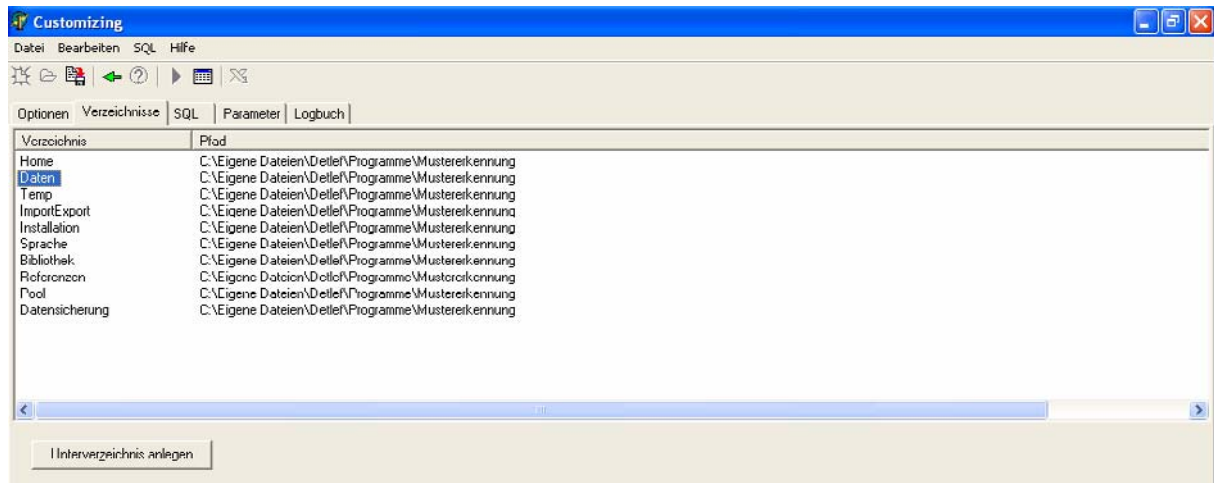 Customizing
Datei Bearbeiten SQL Hilfe
Optionen Verzeichnisse SQL Parameter Logbuch
Verzeichnis Pfad
Home C:\Eigene Dateien\Detlef\Programme\Mustererkennung
Daten C:\Eigene Dateien\Detlef\Programme\Mustererkennung
Temp C:\Eigene Dateien\Detlef\Programme\Mustererkennung
ImportExport C:\Eigene Dateien\Detlef\Programme\Mustererkennung
Installation C:\Eigene Dateien\Detlef\Programme\Mustererkennung
Sprache C:\Eigene Dateien\Detlef\Programme\Mustererkennung
Bibliothek C:\Eigene Dateien\Detlef\Programme\Mustererkennung
Referenzen C:\Eigene Dateien\Detlef\Programme\Mustererkennung
Pool C:\Eigene Dateien\Detlef\Programme\Mustererkennung
Datensicherung C:\Eigene Dateien\Detlef\Programme\Mustererkennung
Unterverzeichnis anlegen